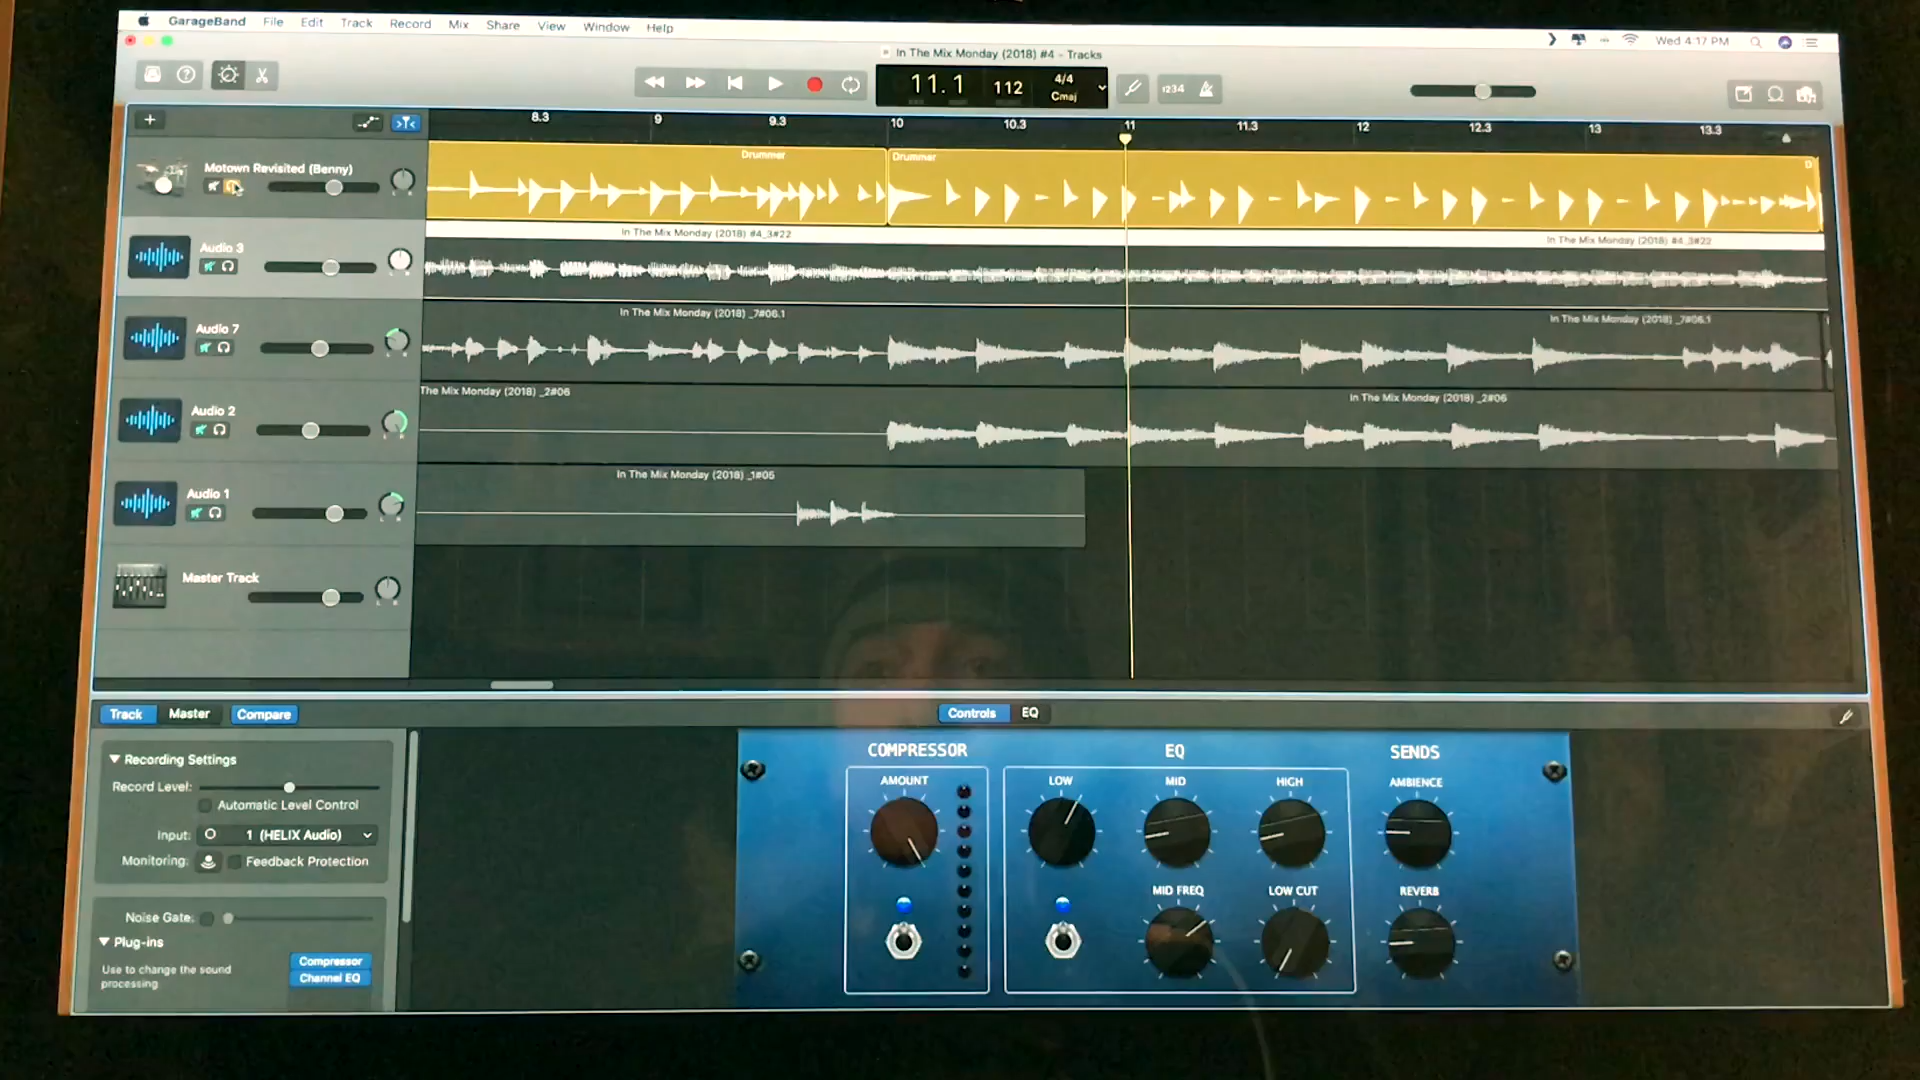 GarageBand File Edit Track Record Mix Share View Window Help
Wed 4:17 PM
In The Mix Monday (2018) #4 - Tracks
11.1 112 4/4 Cmaj
1234
8.3 9 9.3 10 10.3 11 11.3 12 12.3 13 13.3
Motown Revisited (Benny)
Drummer Drummer D
In The Mix Monday (2018) #4_3#22 In The Mix Monday (2018) #4_3#22
Audio 3
In The Mix Monday (2018) _7#06.1 In The Mix Monday (2018) _7#06.1
Audio 7
The Mix Monday (2018) _2#06 In The Mix Monday (2018) _2#06
Audio 2
In The Mix Monday (2018) _1#05
Audio 1
Master Track
Track Master Compare Controls EQ
Recording Settings
Record Level:
Automatic Level Control
Input: 1 (HELIX Audio)
Monitoring: Feedback Protection
Noise Gate:
Plug-ins
Use to change the sound
processing
Compressor
Channel EQ
COMPRESSOR EQ SENDS
AMOUNT LOW MID HIGH AMBIENCE
MID FREQ LOW CUT REVERB